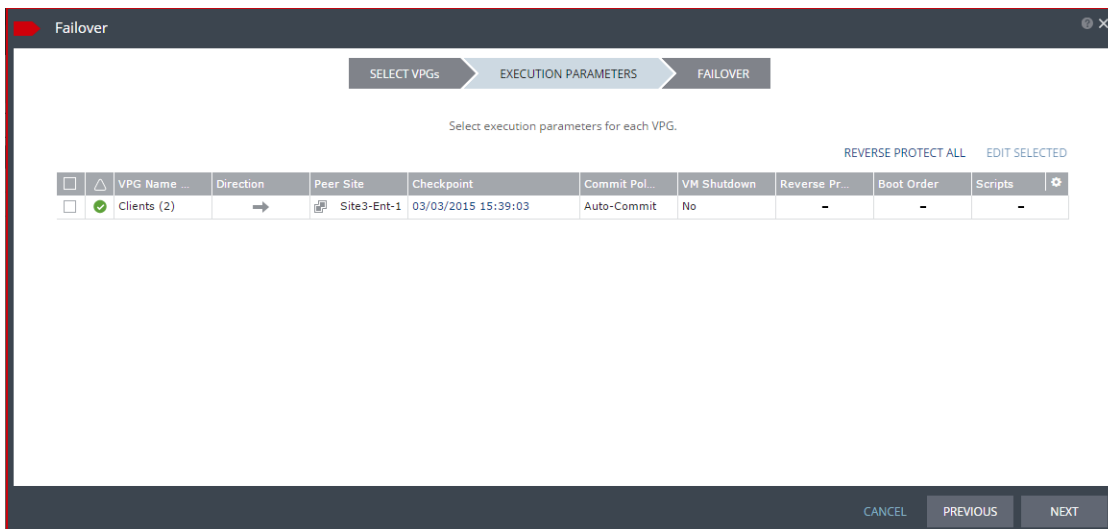 Failover
SELECT VPGs EXECUTION PARAMETERS FAILOVER
Select execution parameters for each VPG.
REVERSE PROTECT ALL EDIT SELECTED
VPG Name ... Direction Peer Site Checkpoint Commit Pol... VM Shutdown Reverse Pr... Boot Order Scripts
Clients (2) Site3-Ent-1 03/03/2015 15:39:03 Auto-Commit No - - -
CANCEL PREVIOUS NEXT